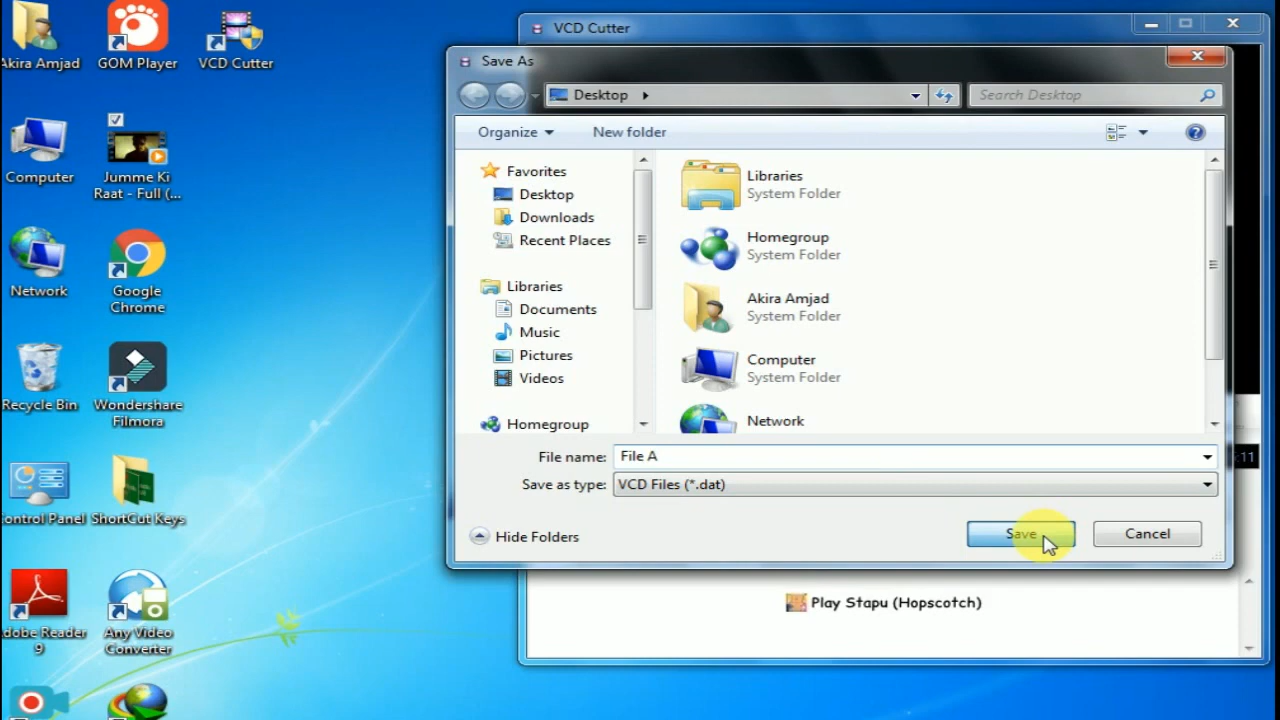 Akira Amjad
GOM Player
VCD Cutter
Computer
Jumme Ki
Raat - Full (...
Network
Google
Chrome
Recycle Bin
Wondershare
Filmora
ontrol Panel
ShortCut Keys
dobe Reader
9
Any Video
Converter
VCD Cutter
Save As
Desktop
Search Desktop
Organize
New folder
Favorites
Desktop
Downloads
Recent Places
Libraries
Documents
Music
Pictures
Videos
Homegroup
Libraries
System Folder
Homegroup
System Folder
Akira Amjad
System Folder
Computer
System Folder
Network
File name:
File A
Save as type:
VCD Files (*.dat)
Hide Folders
Save
Cancel
:11
Play Stapu (Hopscotch)